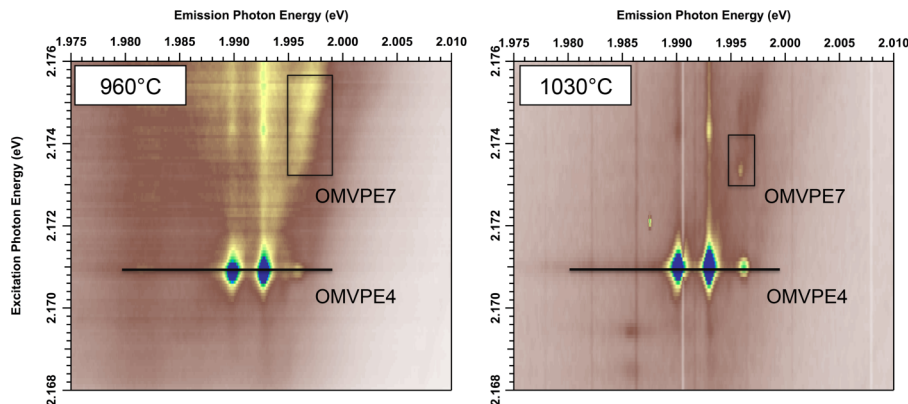 Emission Photon Energy (eV)
1.975 1.980 1.985 1.990 1.995 2.000 2.005 2.010
Excitation Photon Energy (eV)
2.176
2.174
2.172
2.170
2.168
960°C
OMVPE7
OMVPE4
Emission Photon Energy (eV)
1.975 1.980 1.985 1.990 1.995 2.000 2.005 2.010
2.176
2.174
2.172
2.170
2.168
1030°C
OMVPE7
OMVPE4